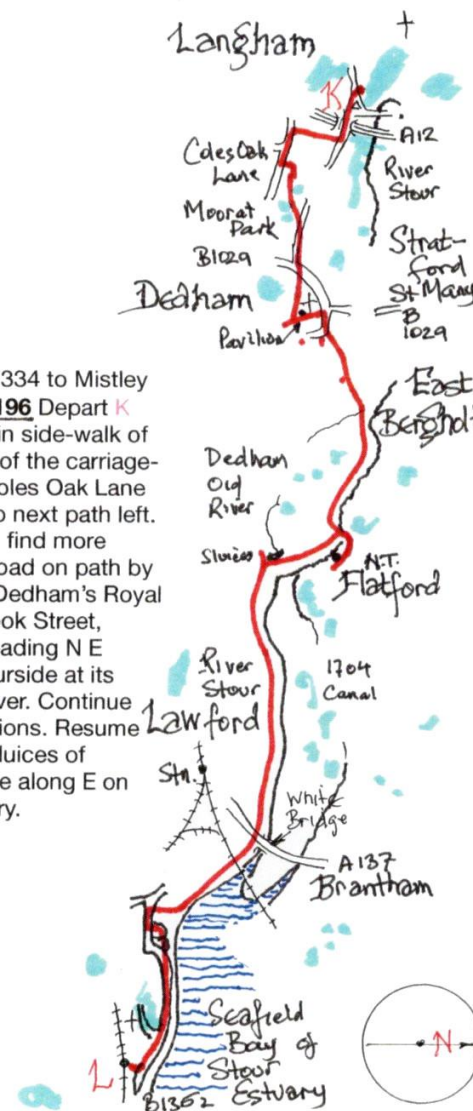 Langham
K
A12
Coles Oak
Lane
River
Stour
Moorat
Park
Strat-
ford
St Mary
B1029
Dedham
B
1029
Pavilion
334 to Mistley
196 Depart K
in side-walk of
of the carriage-
oles Oak Lane
o next path left.
find more
oad on path by
Dedham's Royal
ook Street,
ading N E
urside at its
ver. Continue
ions. Resume
luices of
e along E on
ry.
East
Bergholt
Dedham
Old
River
Sluices
N.T.
Flatford
River
Stour
1704
Canal
Lawford
Stn.
White
Bridge
A137
Brantham
Seafield
Bay of
Stour
Estuary
L
B1352
N